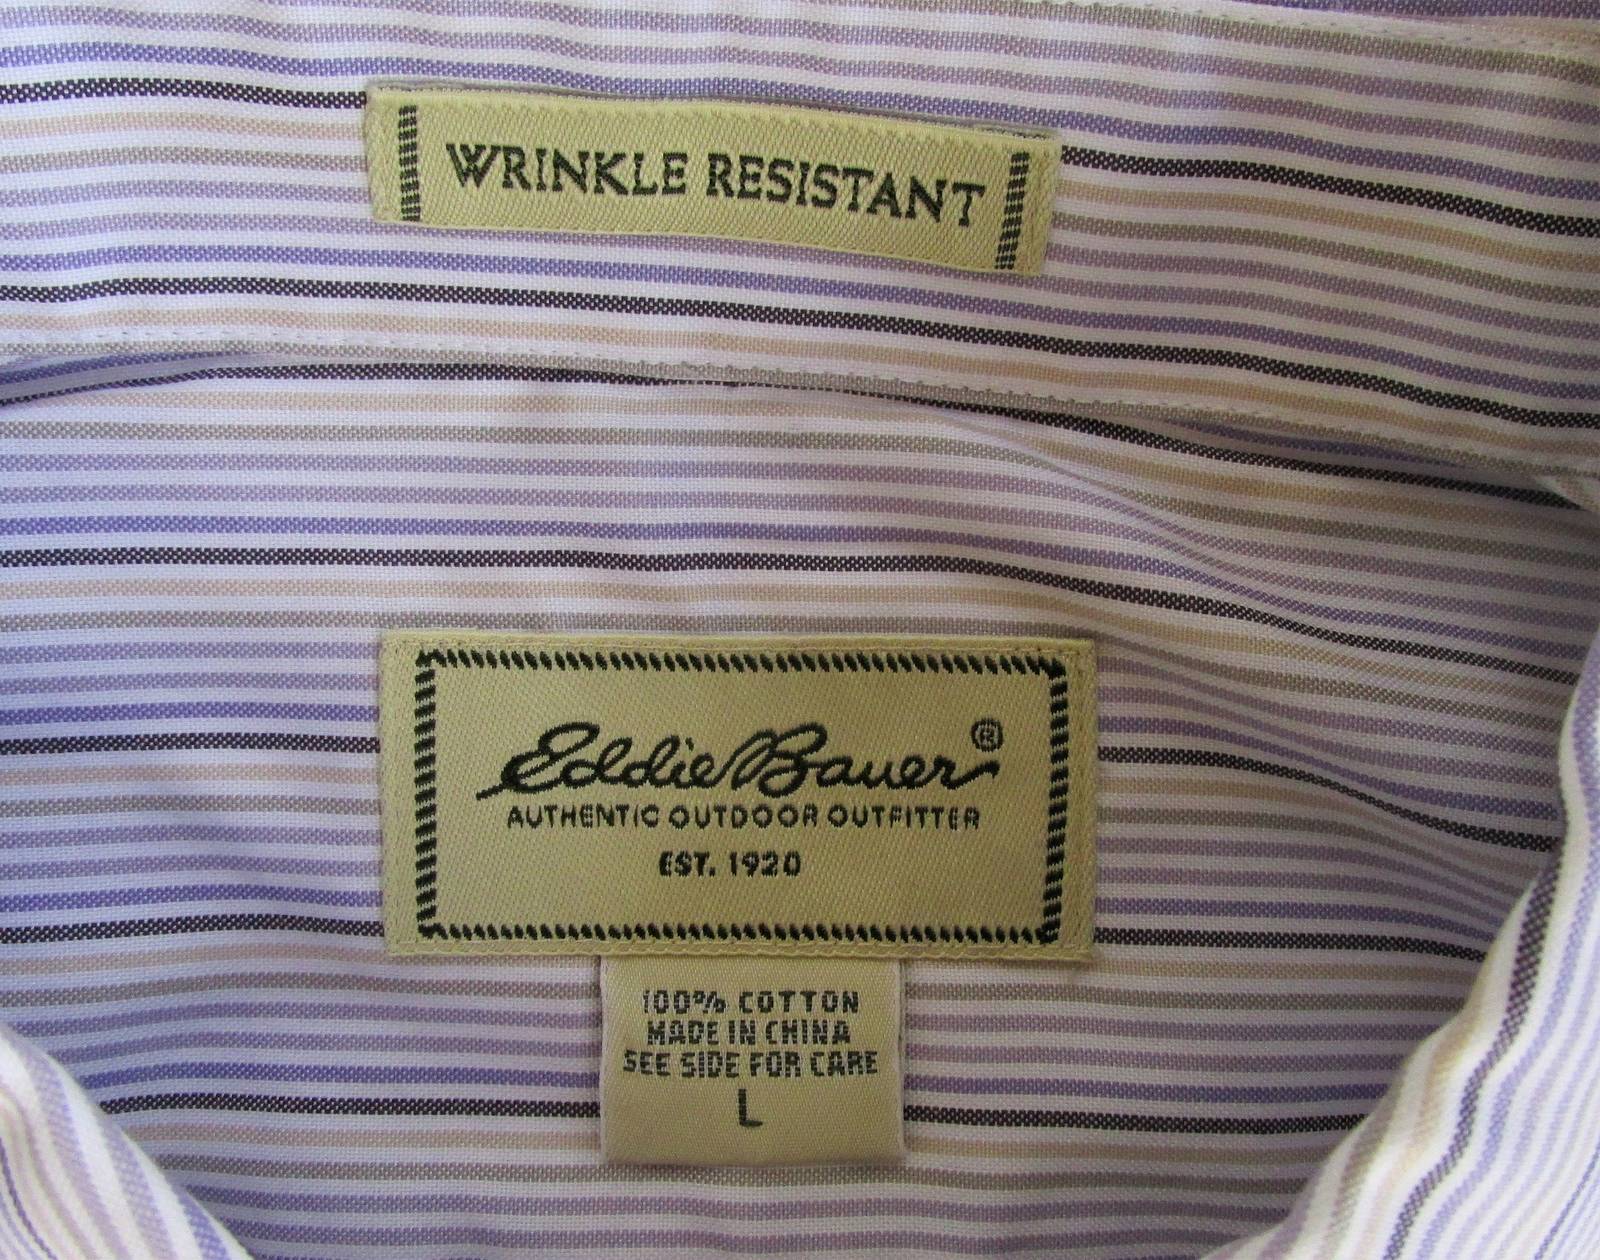 WRINKLE RESISTANT
Eddie Bauer®
AUTHENTIC OUTDOOR OUTFITTER
EST. 1920
100% COTTON
MADE IN CHINA
SEE SIDE FOR CARE
L